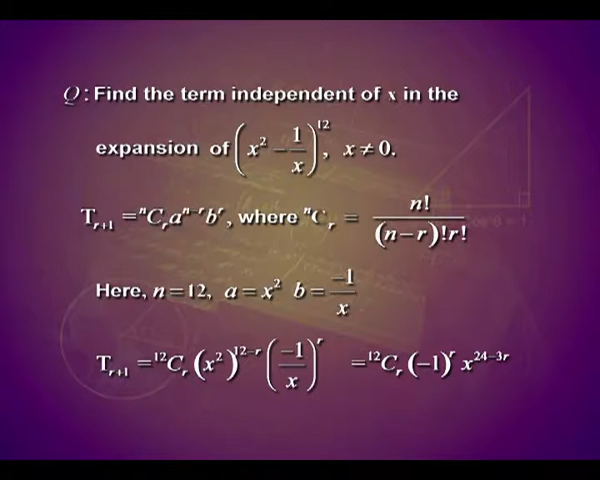 Q: Find the term independent of x in the
expansion of (x² − 1/x)¹², x ≠ 0.
Tᵣ₊₁ = ⁿCᵣaⁿ⁻ʳbʳ, where ⁿCᵣ = n!/(n−r)!r!
Here, n = 12, a = x² b = −1/x
Tᵣ₊₁ = ¹²Cᵣ (x²)¹²⁻ʳ (−1/x)ʳ = ¹²Cᵣ (−1)ʳ x²⁴⁻³ʳ